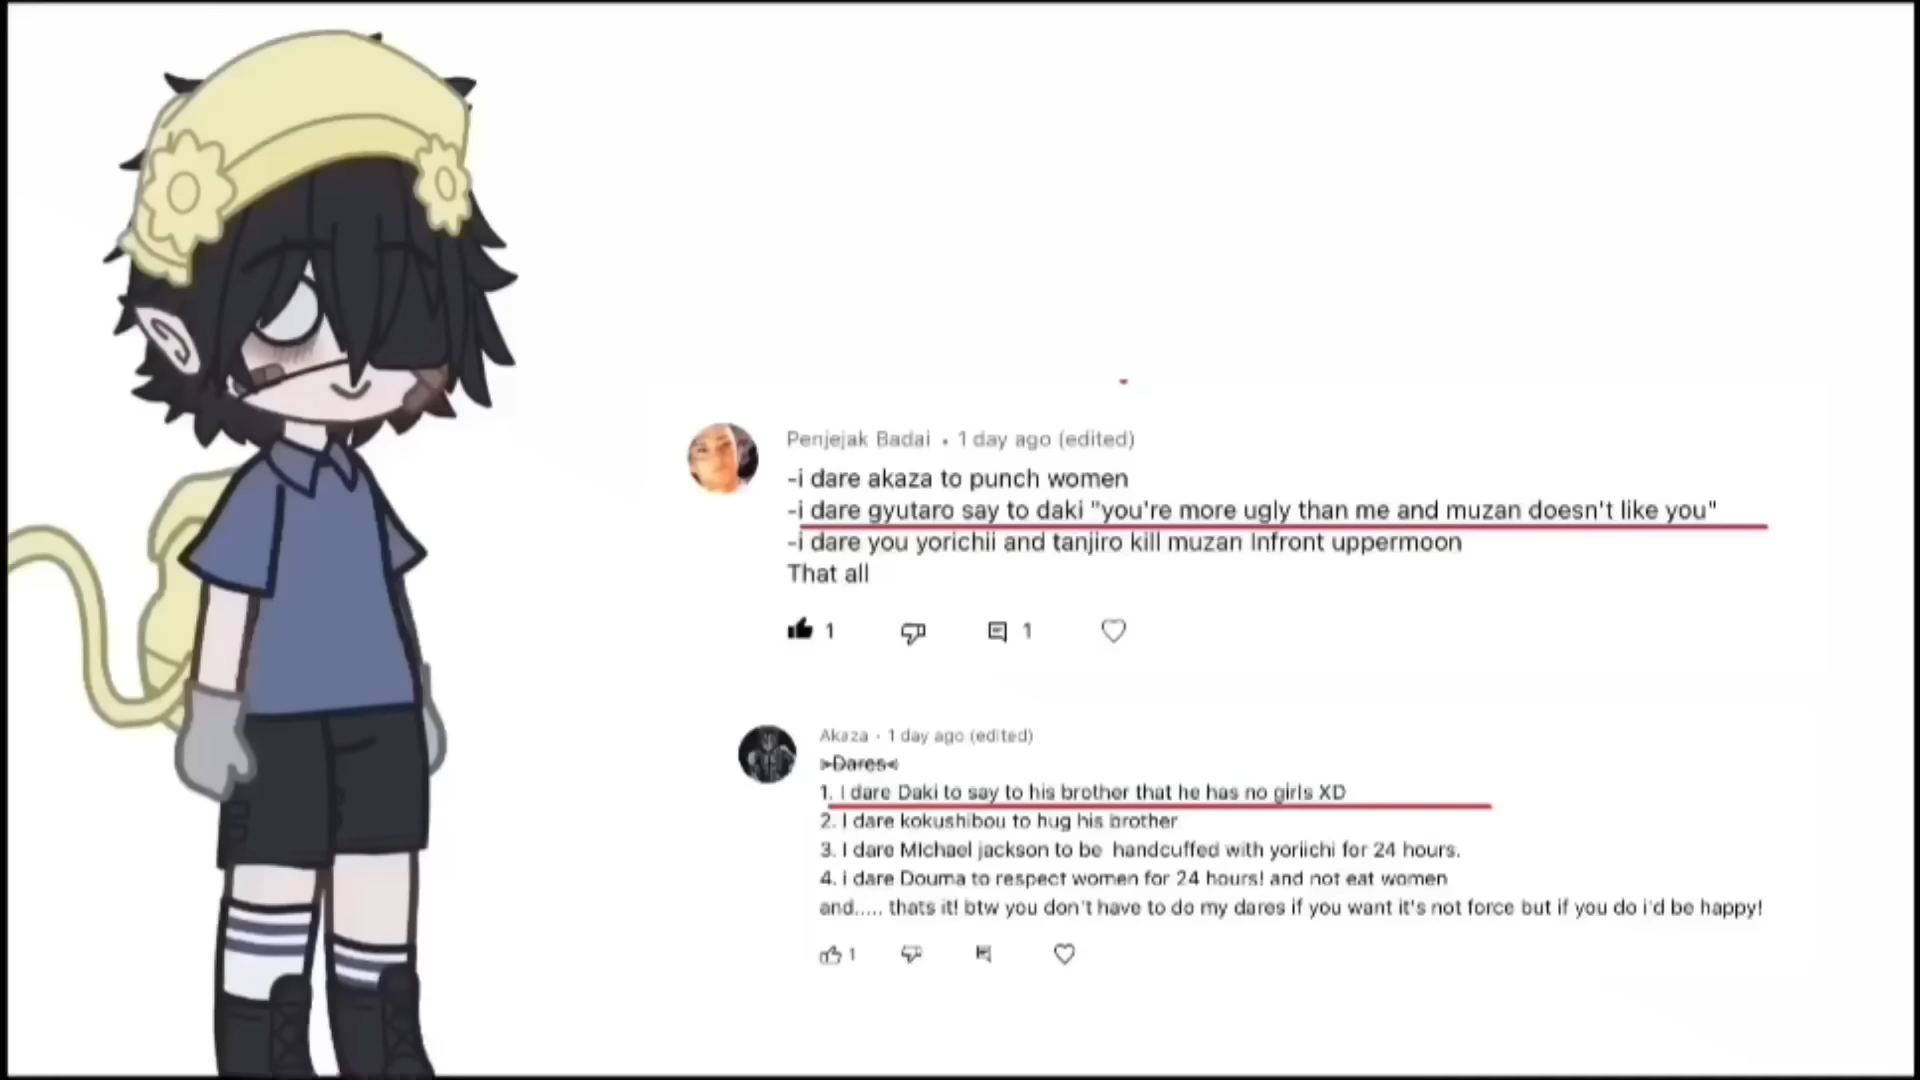 Penjejak Badai • 1 day ago (edited)
-i dare akaza to punch women
-i dare gyutaro say to daki "you're more ugly than me and muzan doesn't like you"
-i dare you yorichii and tanjiro kill muzan Infront uppermoon
That all
1 1
Akaza • 1 day ago (edited)
>Dares<
1. I dare Daki to say to his brother that he has no girls XD
2. I dare kokushibou to hug his brother
3. I dare MIchael jackson to be handcuffed with yoriichi for 24 hours.
4. i dare Douma to respect women for 24 hours! and not eat women
and..... thats it! btw you don't have to do my dares if you want it's not force but if you do i'd be happy!
1